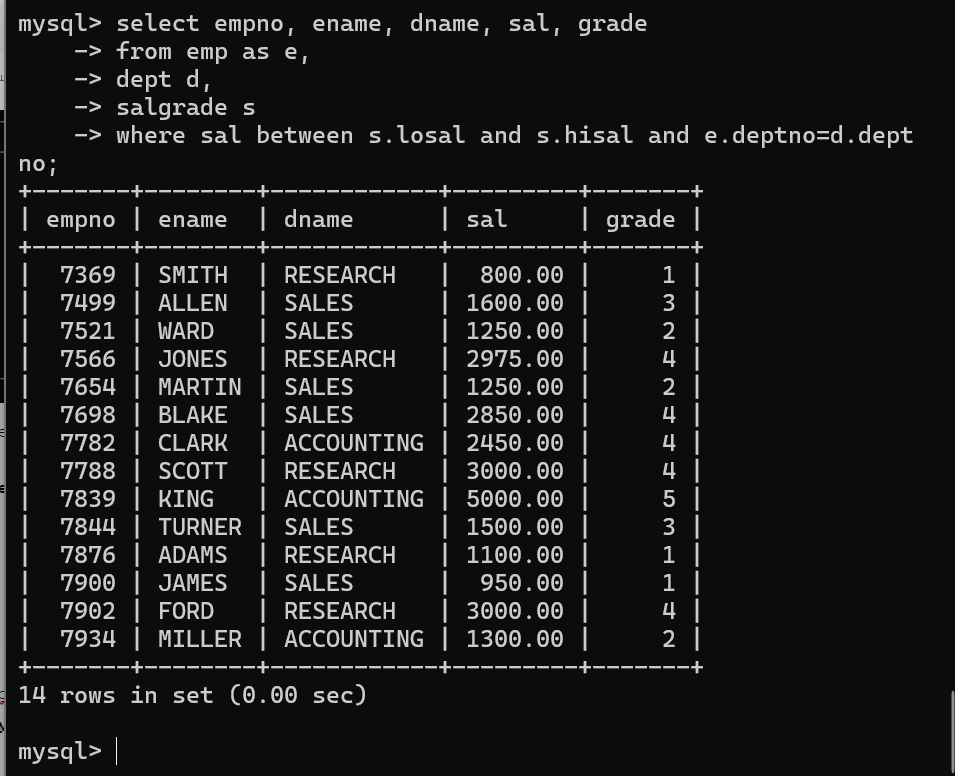 mysql> select empno, ename, dname, sal, grade
    -> from emp as e,
    -> dept d,
    -> salgrade s
    -> where sal between s.losal and s.hisal and e.deptno=d.dept
no;
+-------+--------+------------+---------+-------+
| empno | ename  | dname      | sal     | grade |
+-------+--------+------------+---------+-------+
|  7369 | SMITH  | RESEARCH   |  800.00 |     1 |
|  7499 | ALLEN  | SALES      | 1600.00 |     3 |
|  7521 | WARD   | SALES      | 1250.00 |     2 |
|  7566 | JONES  | RESEARCH   | 2975.00 |     4 |
|  7654 | MARTIN | SALES      | 1250.00 |     2 |
|  7698 | BLAKE  | SALES      | 2850.00 |     4 |
|  7782 | CLARK  | ACCOUNTING | 2450.00 |     4 |
|  7788 | SCOTT  | RESEARCH   | 3000.00 |     4 |
|  7839 | KING   | ACCOUNTING | 5000.00 |     5 |
|  7844 | TURNER | SALES      | 1500.00 |     3 |
|  7876 | ADAMS  | RESEARCH   | 1100.00 |     1 |
|  7900 | JAMES  | SALES      |  950.00 |     1 |
|  7902 | FORD   | RESEARCH   | 3000.00 |     4 |
|  7934 | MILLER | ACCOUNTING | 1300.00 |     2 |
+-------+--------+------------+---------+-------+
14 rows in set (0.00 sec)
mysql>